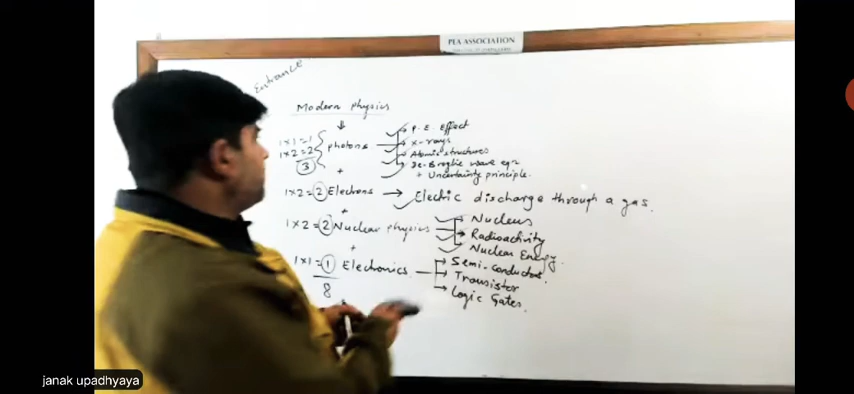 PEA ASSOCIATION
Entrance
Modern physics
1×1=1
1×2=2
3
photons
P.E Effect
X-rays
Atomic structures
De-Broglie wave eqn
+ Uncertainty principle.
+
1×2=2 Electrons → Electric discharge through a gas.
+
1×2=2 Nuclear physics
Nucleus
Radioactivity
Nuclear Energy.
+
1×1=1 Electronics
8
Semi-conductors.
Transistor
Logic Gates.
janak upadhyaya